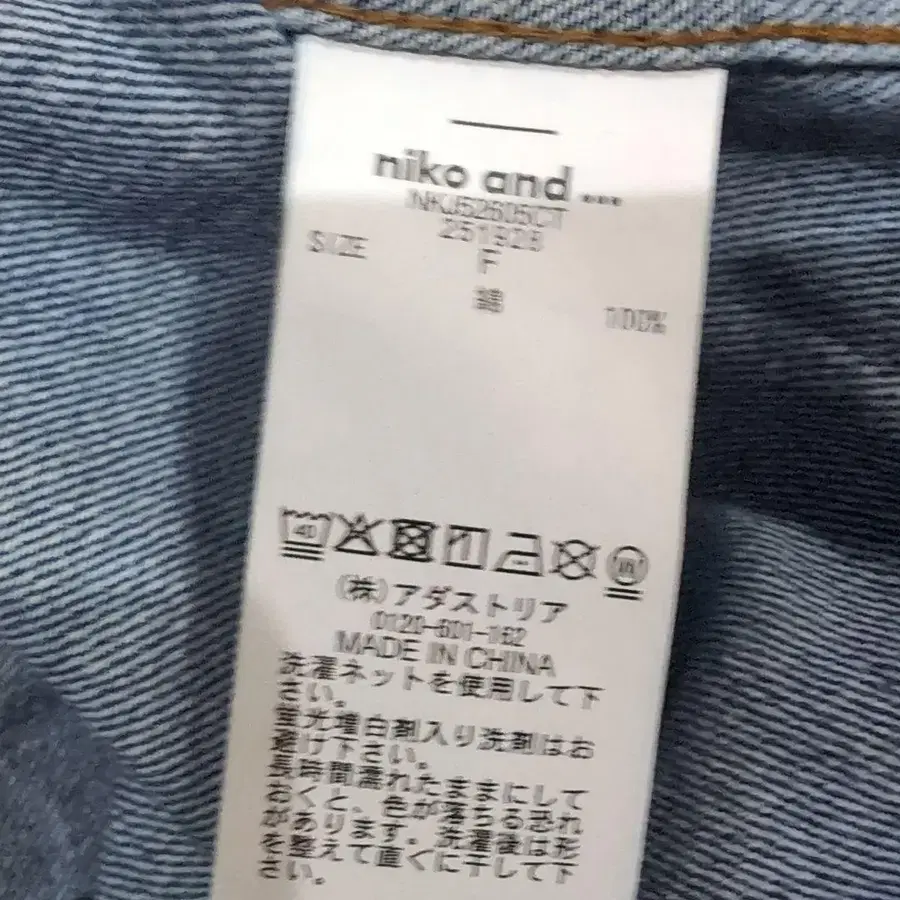 niko and ...
NKJ52605CT
251928
SIZE F
綿 100%
40
W
(株)アダストリア
0120-601-162
MADE IN CHINA
洗濯ネットを使用して下
さい。
蛍光増白剤入り洗剤はお
避け下さい。
長時間濡れたままにして
おくと、色が落ちる恐れ
があります。洗濯後は形
を整えて直ぐに干して下
さい。